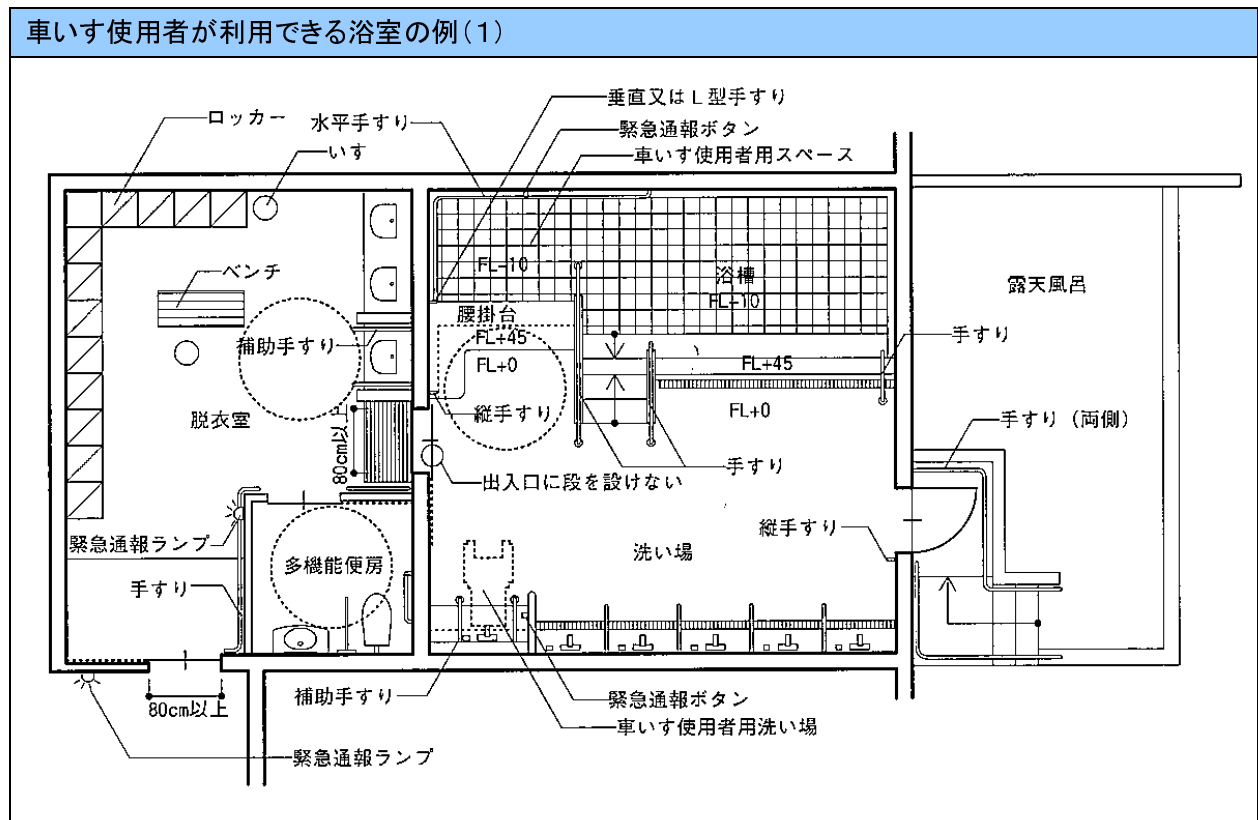 車いす使用者が利用できる浴室の例(1)
垂直又はL型手すり
ロッカー
水平手すり
緊急通報ボタン
いす
車いす使用者用スペース
ベンチ
FL-10
浴槽
FL-10
露天風呂
腰掛台
補助手すり
FL+45
手すり
FL+45
FL+0
脱衣室
縦手すり
FL+0
手すり(両側)
80cm以上
手すり
出入口に段を設けない
縦手すり
緊急通報ランプ
洗い場
多機能便房
手すり
補助手すり
緊急通報ボタン
80cm以上
車いす使用者用洗い場
緊急通報ランプ